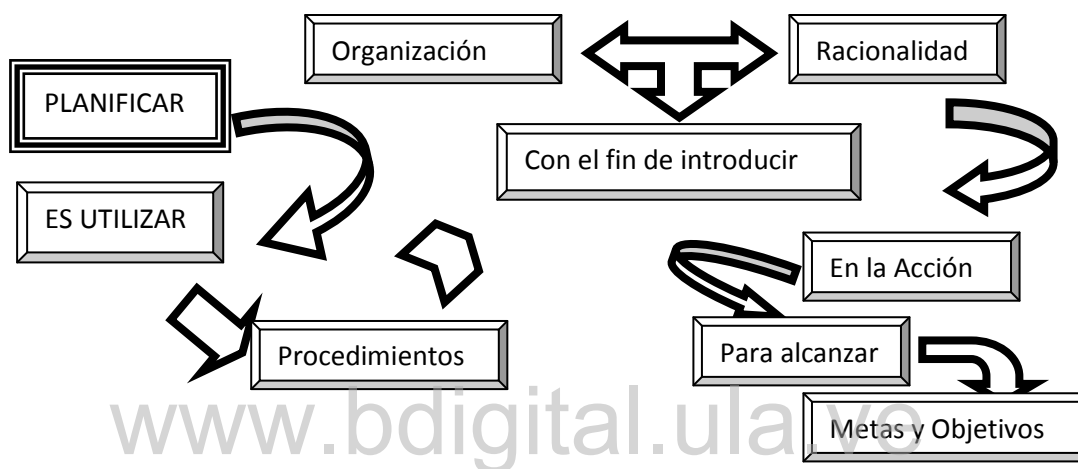 PLANIFICAR
ES UTILIZAR
Procedimientos
Con el fin de introducir
Organización
Racionalidad
En la Acción
Para alcanzar
Metas y Objetivos
www.bdigital.ula.ve